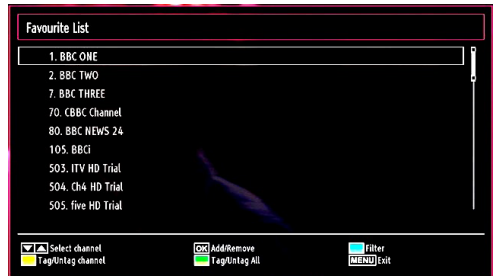 Favourite List
1. BBC ONE
2. BBC TWO
7. BBC THREE
70. CBBC Channel
80. BBC NEWS 24
105. BBCi
503. ITV HD Trial
504. Ch4 HD Trial
505. five HD Trial
Select channel OK Add/Remove Filter
Tag/Untag channel Tag/Untag All MENU Exit